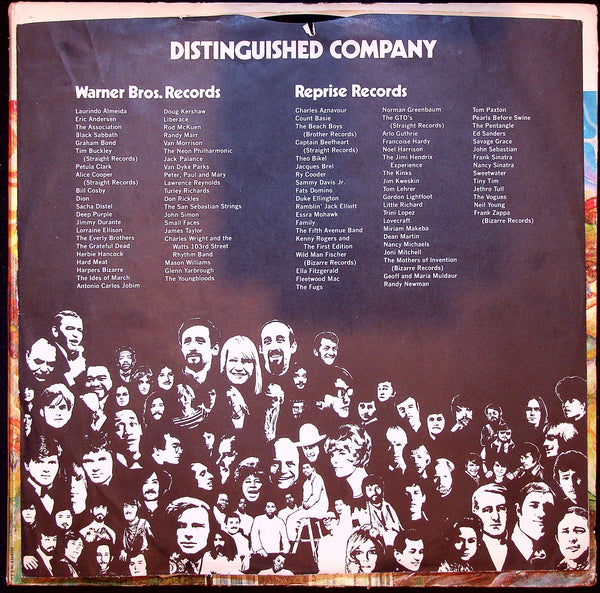 DISTINGUISHED COMPANY
Warner Bros. Records
Laurindo Almeida
Eric Andersen
The Association
Black Sabbath
Graham Bond
Tim Buckley
(Straight Records)
Petula Clark
Alice Cooper
(Straight Records)
Bill Cosby
Dion
Sacha Distel
Deep Purple
Jimmy Durante
Lorraine Ellison
The Everly Brothers
The Grateful Dead
Herbie Hancock
Hard Meat
Harpers Bizarre
The Ides of March
Antonio Carlos Jobim
Doug Kershaw
Liberace
Rod McKuen
Randy Marr
Van Morrison
The Neon Philharmonic
Jack Palance
Van Dyke Parks
Peter, Paul and Mary
Lawrence Reynolds
Turley Richards
Don Rickles
The San Sebastian Strings
John Simon
Small Faces
James Taylor
Charles Wright and the
Watts 103rd Street
Rhythm Band
Mason Williams
Glenn Yarbrough
The Youngbloods
Reprise Records
Charles Aznavour
Count Basie
The Beach Boys
(Brother Records)
Captain Beefheart
(Straight Records)
Theo Bikel
Jacques Brel
Ry Cooder
Sammy Davis Jr.
Fats Domino
Duke Ellington
Ramblin' Jack Elliott
Essra Mohawk
Family
The Fifth Avenue Band
Kenny Rogers and
The First Edition
Wild Man Fischer
(Bizarre Records)
Ella Fitzgerald
Fleetwood Mac
The Fugs
Norman Greenbaum
The GTO's
(Straight Records)
Arlo Guthrie
Francoise Hardy
Noel Harrison
The Jimi Hendrix
Experience
The Kinks
Jim Kweskin
Tom Lehrer
Gordon Lightfoot
Little Richard
Trini Lopez
Lovecraft
Miriam Makeba
Dean Martin
Nancy Michaels
Joni Mitchell
The Mothers of Invention
(Bizarre Records)
Geoff and Maria Muldaur
Randy Newman
Tom Paxton
Pearls Before Swine
The Pentangle
Ed Sanders
Savage Grace
John Sebastian
Frank Sinatra
Nancy Sinatra
Sweetwater
Tiny Tim
Jethro Tull
The Vogues
Neil Young
Frank Zappa
(Bizarre Records)